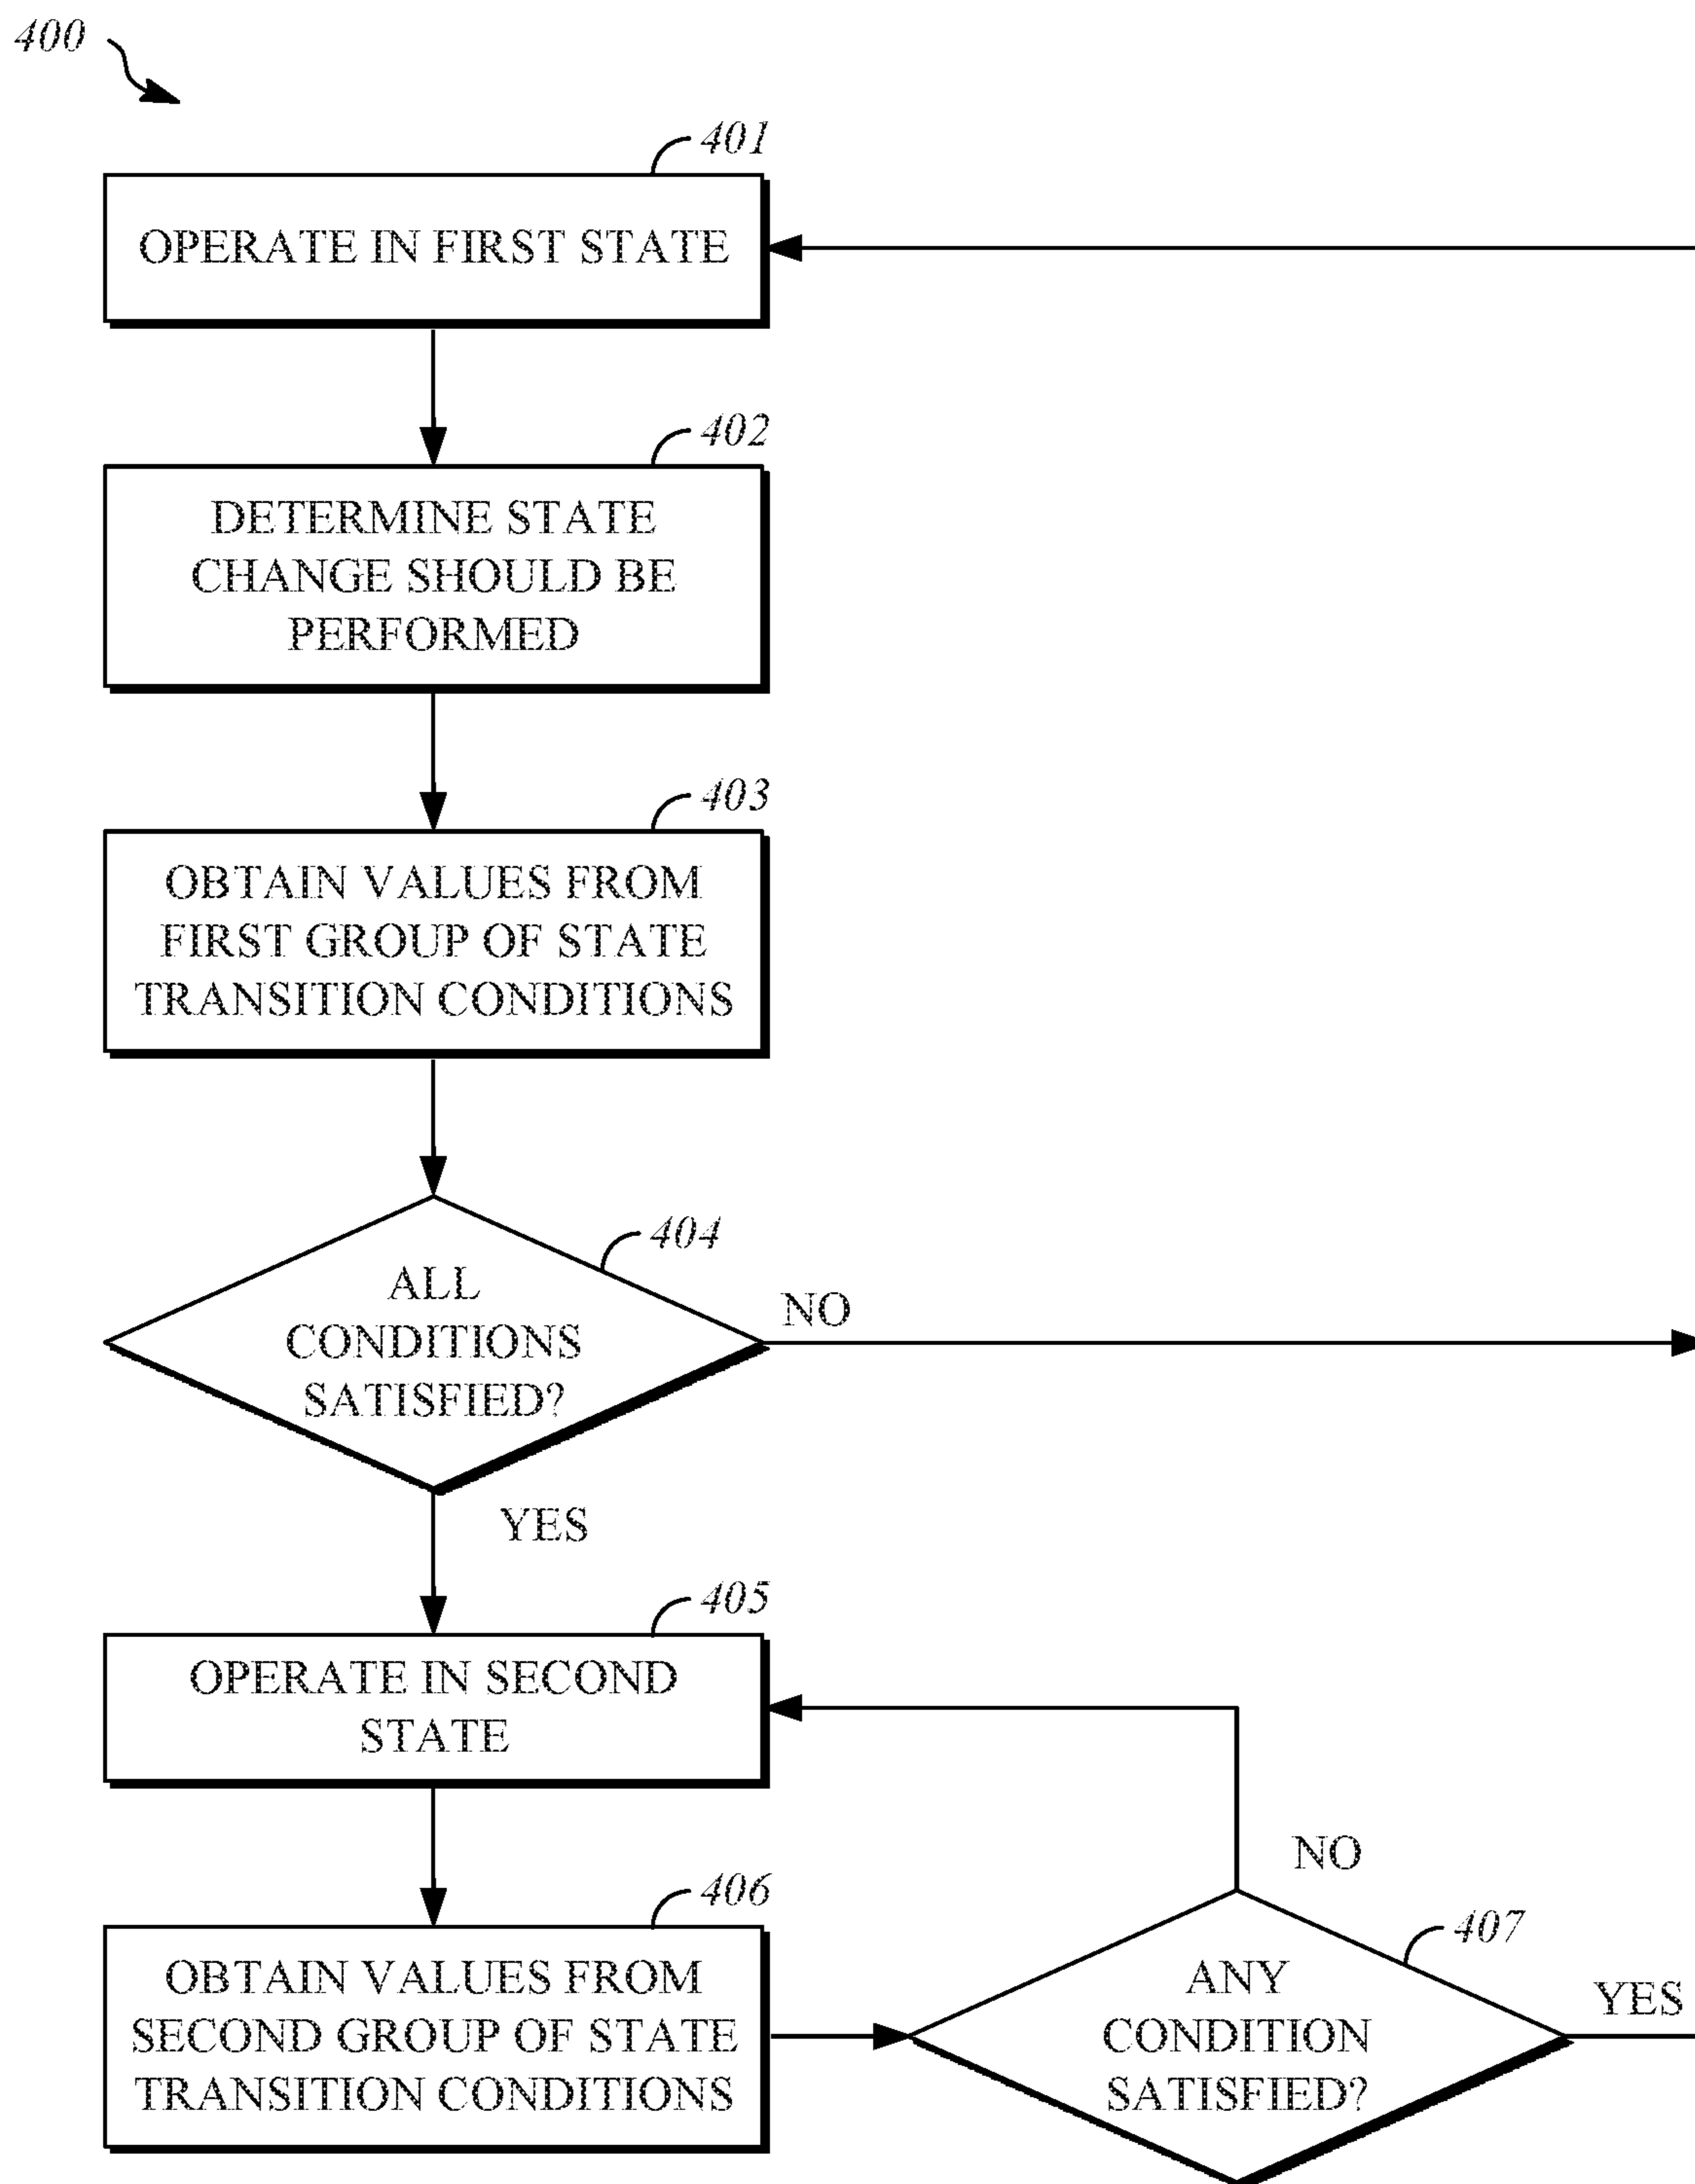 400
401
OPERATE IN FIRST STATE
402
DETERMINE STATE
CHANGE SHOULD BE
PERFORMED
403
OBTAIN VALUES FROM
FIRST GROUP OF STATE
TRANSITION CONDITIONS
404
ALL
CONDITIONS
SATISFIED?
NO
YES
405
OPERATE IN SECOND
STATE
406
OBTAIN VALUES FROM
SECOND GROUP OF STATE
TRANSITION CONDITIONS
NO
407
ANY
CONDITION
SATISFIED?
YES